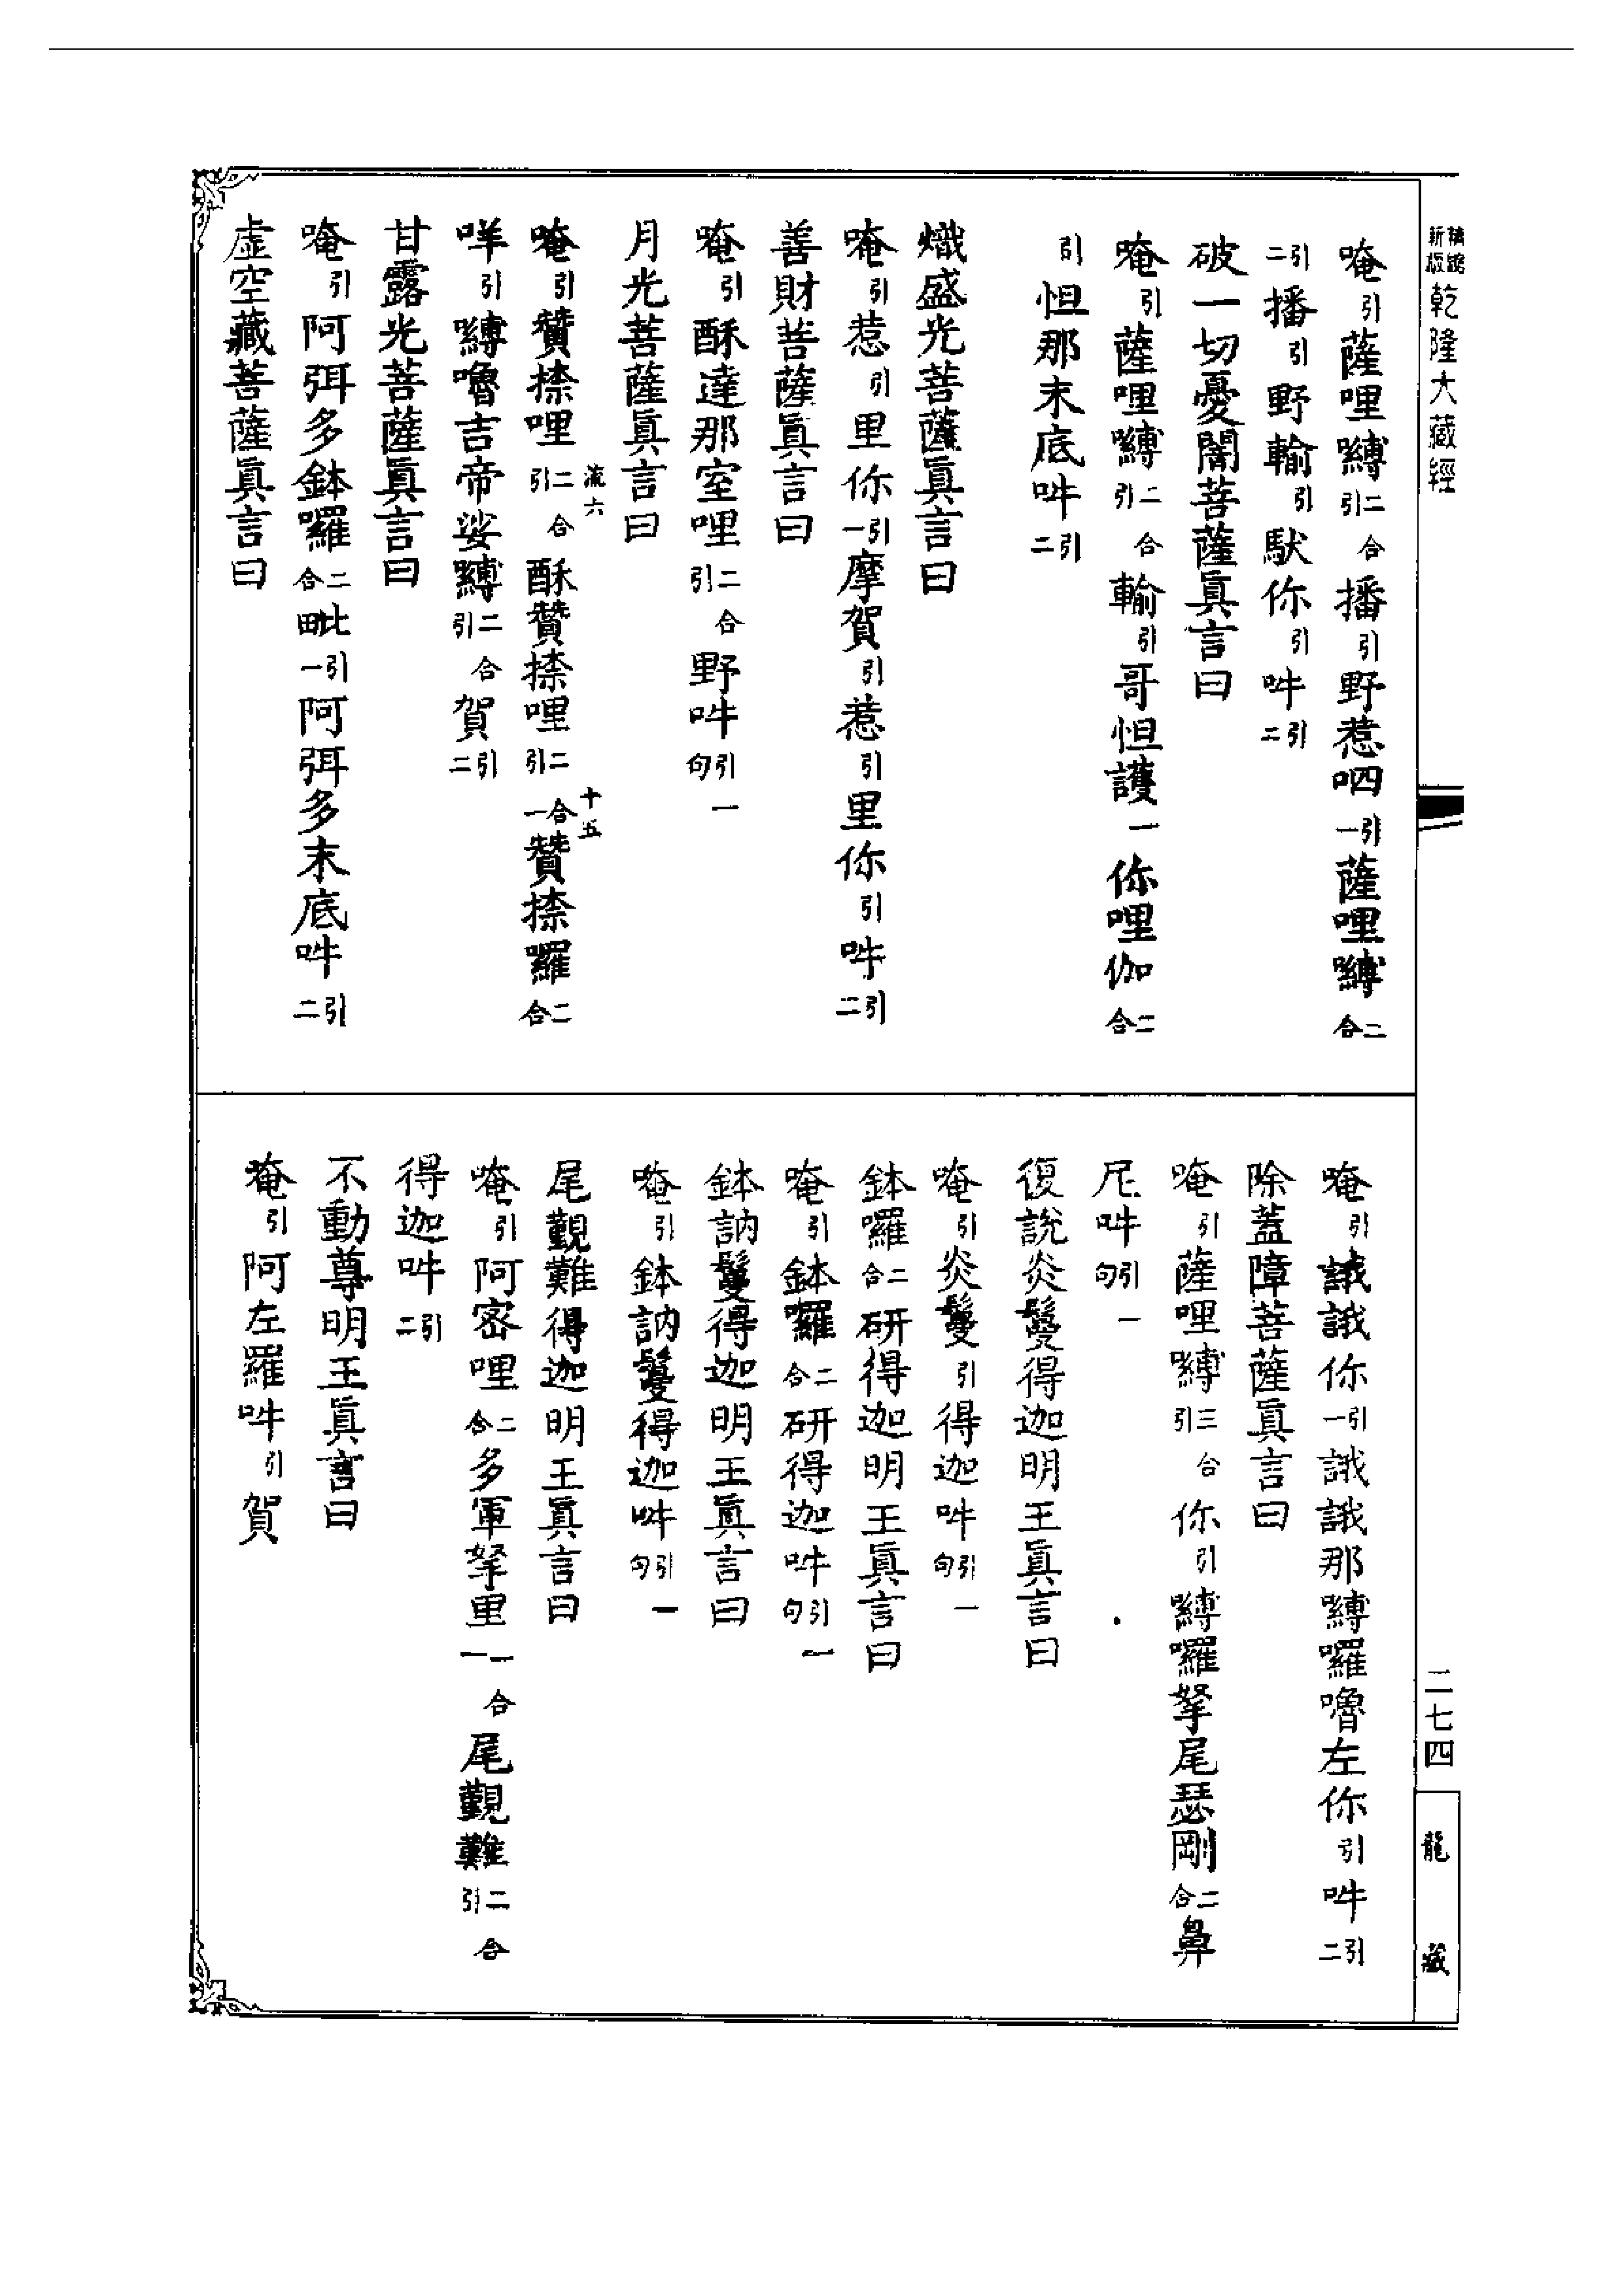 新版 精編
乾隆大藏經
唵引薩哩嚩二合引播引野惹呬引一薩哩嚩二合
引二播引野輸引馱你引吽引二
破一切憂闇菩薩眞言曰
唵引薩哩嚩二合引輸引哥怛護一你哩伽二合
引怛那末底吽引二
熾盛光菩薩眞言曰
唵引惹引里你引一摩賀引惹引里你引吽引二
善財菩薩眞言曰
唵引酥達那室哩二合引野吽引一句
月光菩薩眞言曰
流六
十五
唵引贊捺哩二合引酥贊捺哩二合引一贊捺囉二合
哶引嚩嚕吉帝娑嚩二合引賀引二
甘露光菩薩眞言曰
唵引阿弭多鉢囉二合毗引一阿弭多末底吽引二
虛空藏菩薩眞言曰
唵引誐誐你引一誐誐那嚩囉嚕左你引吽引二
除蓋障菩薩眞言曰
唵引薩哩嚩三合引你引嚩囉拏尾瑟剛二合鼻
尼吽引一句
復說炎鬘得迦明王眞言曰
唵引炎鬘引得迦吽引一句
鉢囉二合研得迦明王眞言曰
唵引鉢囉二合研得迦吽引一句
鉢訥鬘得迦明王眞言曰
唵引鉢訥鬘得迦吽引一句
尾覲難得迦明王眞言曰
唵引阿密哩二合多軍拏里一一合尾覲難二合引
得迦吽引二
不動尊明王眞言曰
唵引阿左羅吽引賀
二七四
龍藏